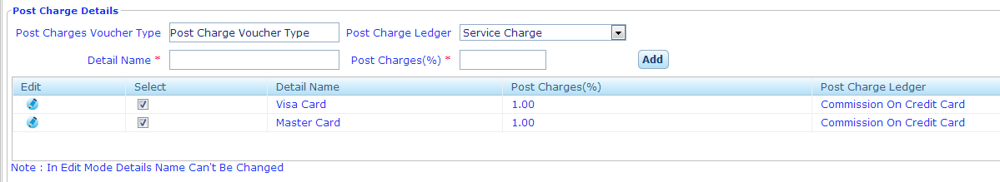 Post Charge Details
Post Charges Voucher Type Post Charge Voucher Type Post Charge Ledger Service Charge
Detail Name * Post Charges(%) * Add
Edit Select Detail Name Post Charges(%) Post Charge Ledger
Visa Card 1.00 Commission On Credit Card
Master Card 1.00 Commission On Credit Card
Note : In Edit Mode Details Name Can't Be Changed